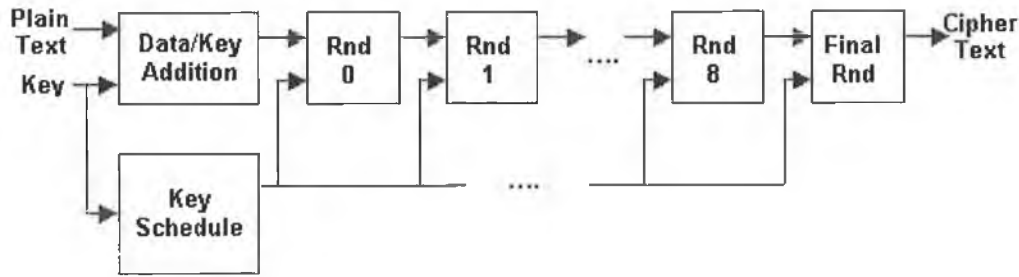 Plain
Text
Key
Data/Key
Addition
Rnd
0
Rnd
1
....
Rnd
8
Final
Rnd
Cipher
Text
Key
Schedule
....